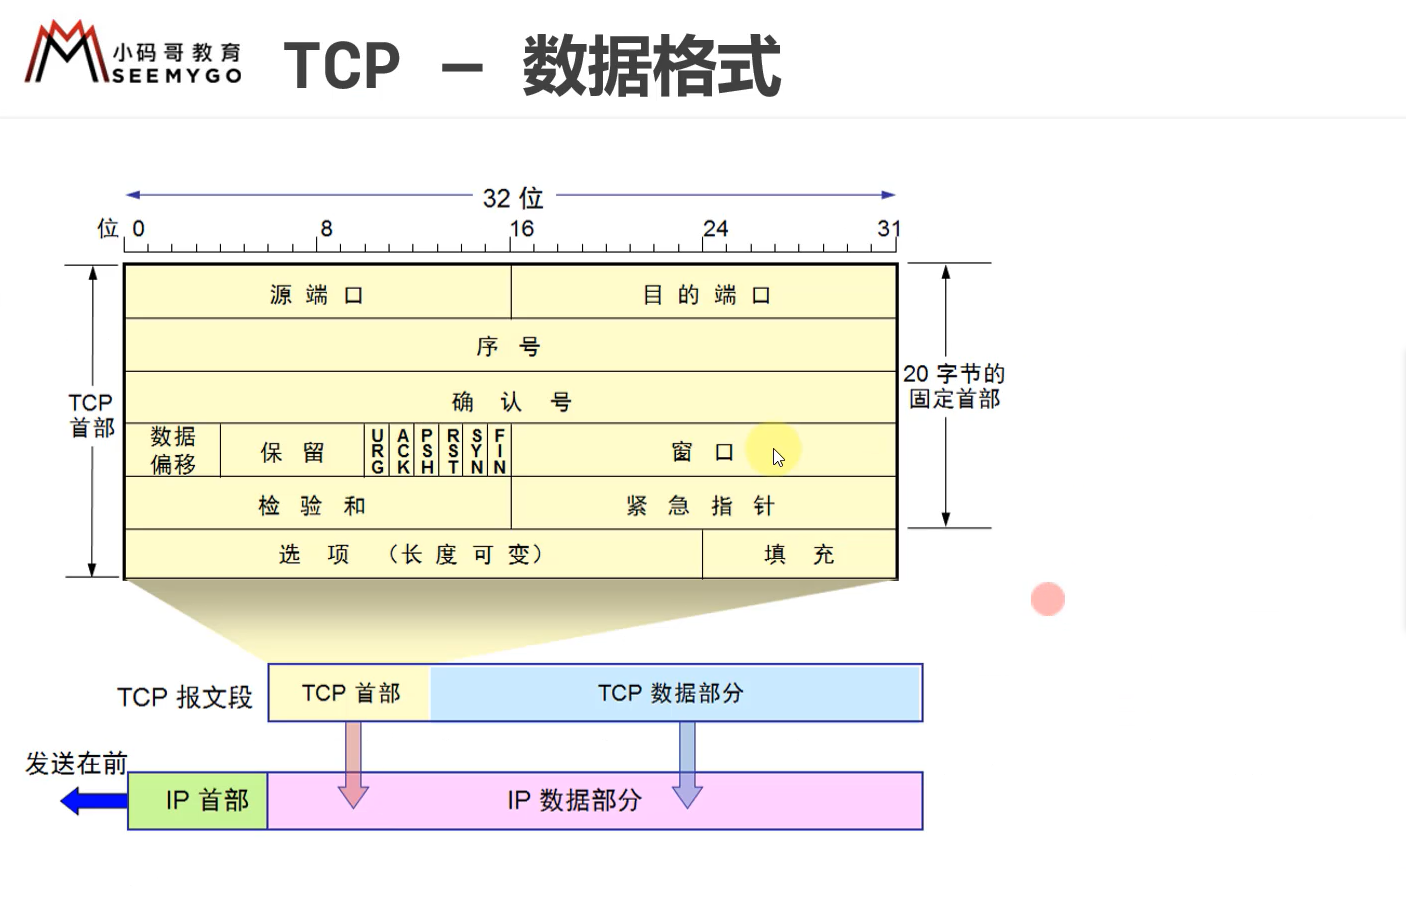 小码哥教育
SEEMYGO
TCP - 数据格式
32 位
位 0 8 16 24 31
源端口 目的端口
序号
确认号
数据
偏移
保留
URG ACK PSH RST SYN FIN
窗口
检验和 紧急指针
选项 （长度可变） 填充
TCP
首部
20 字节的
固定首部
TCP 报文段
TCP 首部 TCP 数据部分
发送在前
IP 首部 IP 数据部分